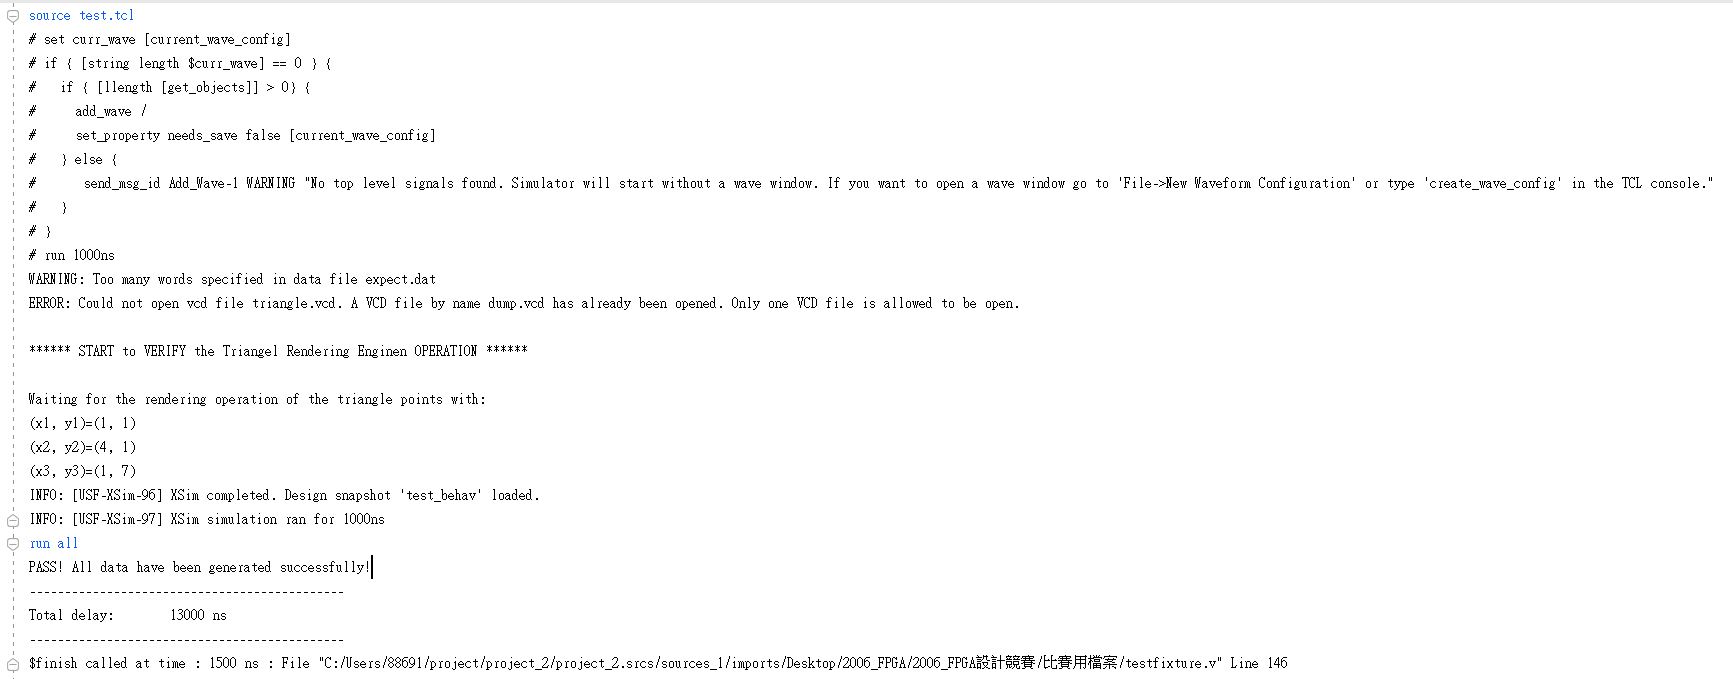 source test.tcl
# set curr_wave [current_wave_config]
# if { [string length $curr_wave] == 0 } {
#   if { [llength [get_objects]] > 0} {
#     add_wave /
#     set_property needs_save false [current_wave_config]
#   } else {
#      send_msg_id Add_Wave-1 WARNING "No top level signals found. Simulator will start without a wave window. If you want to open a wave window go to 'File->New Waveform Configuration' or type 'create_wave_config' in the TCL console."
#   }
# }
# run 1000ns
WARNING: Too many words specified in data file expect.dat
ERROR: Could not open vcd file triangle.vcd. A VCD file by name dump.vcd has already been opened. Only one VCD file is allowed to be open.
****** START to VERIFY the Triangel Rendering Enginen OPERATION ******
Waiting for the rendering operation of the triangle points with:
(x1, y1)=(1, 1)
(x2, y2)=(4, 1)
(x3, y3)=(1, 7)
INFO: [USF-XSim-96] XSim completed. Design snapshot 'test_behav' loaded.
INFO: [USF-XSim-97] XSim simulation ran for 1000ns
run all
PASS! All data have been generated successfully!
--------------------------------------------
Total delay:       13000 ns
--------------------------------------------
$finish called at time : 1500 ns : File "C:/Users/88691/project/project_2/project_2.srcs/sources_1/imports/Desktop/2006_FPGA/2006_FPGA設計競賽/比賽用檔案/testfixture.v" Line 146